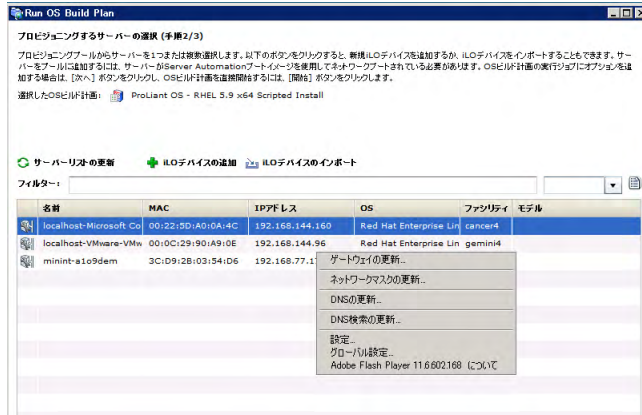 Run OS Build Plan
プロビジョニングするサーバーの選択 (手順2/3)
プロビジョニングプールからサーバーを1つまたは複数選択します。以下のボタンをクリックすると、新規iLOデバイスを追加するか、iLOデバイスをインポートすることもできます。サー
バーをプールに追加するには、サーバーがServer Automationブートイメージを使用してネットワークブートされている必要があります。OSビルド計画の実行ジョブにオプションを追
加する場合は、[次へ] ボタンをクリックし、OSビルド計画を直接開始するには、[開始] ボタンをクリックします。
選択したOSビルド計画: ProLiant OS - RHEL 5.9 x64 Scripted Install
サーバーリストの更新 iLOデバイスの追加 iLOデバイスのインポート
フィルター:
名前 MAC IPアドレス OS ファシリティ モデル
localhost-Microsoft Co 00:22:5D:A0:0A:4C 192.168.144.160 Red Hat Enterprise Lin cancer4
localhost-VMware-VMw 00:0C:29:90:A9:0E 192.168.144.96 Red Hat Enterprise Lin gemini4
minint-a1o9dem 3C:D9:2B:03:54:D6 192.168.77.1
ゲートウェイの更新...
ネットワークマスクの更新...
DNSの更新...
DNS検索の更新...
設定...
グローバル設定...
Adobe Flash Player 11.6.602.168 について